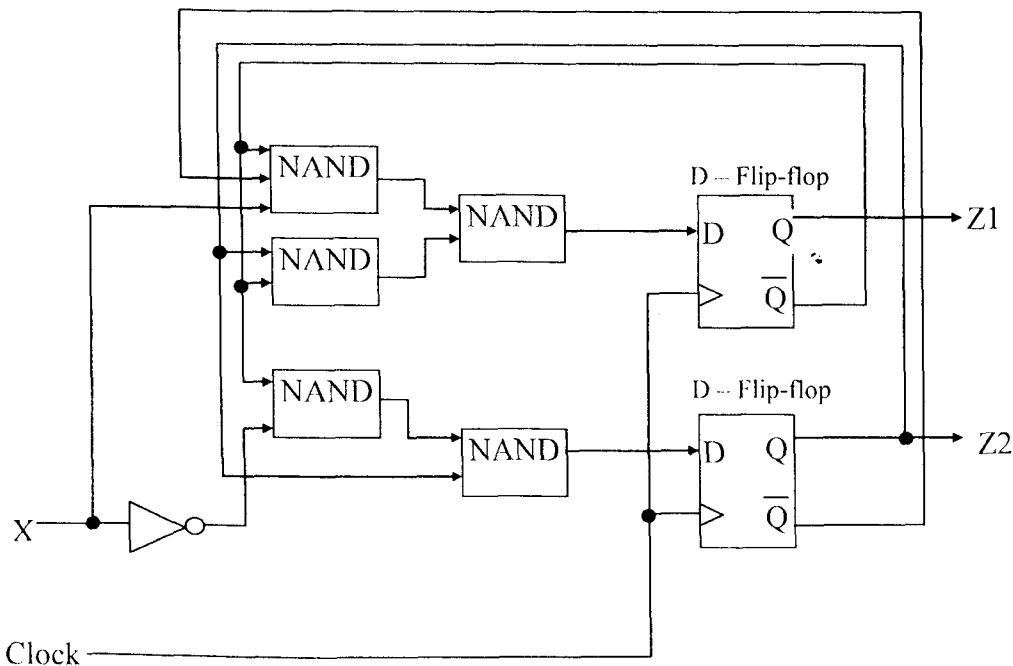 NAND
D – Flip-flop
NAND
D
Q
Z1
NAND
Q
NAND
D – Flip-flop
NAND
D
Q
Z2
X
Q
Clock